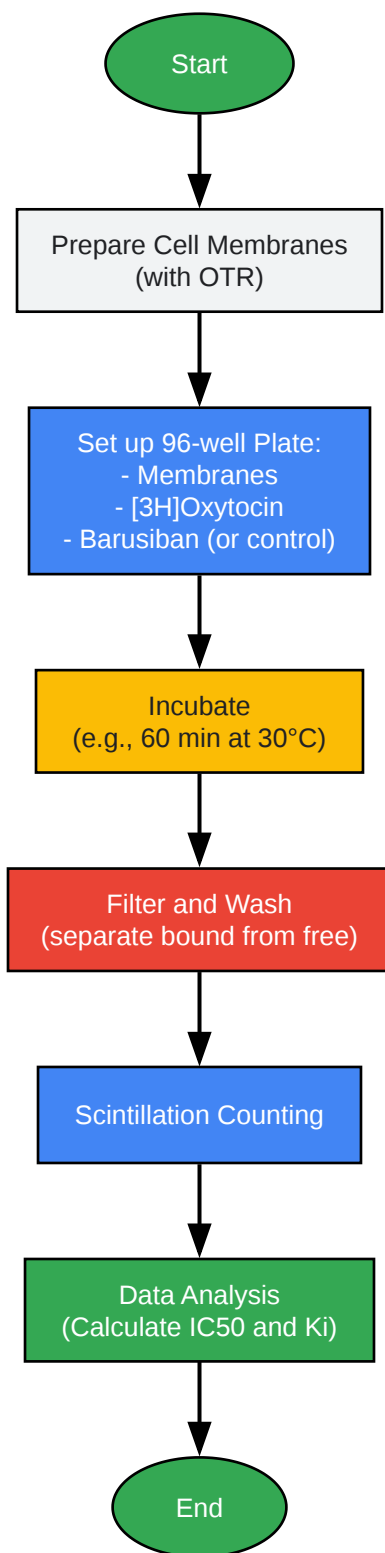 Start
Prepare Cell Membranes
(with OTR)
Set up 96-well Plate:
- Membranes
- [3H]Oxytocin
- Barusiban (or control)
Incubate
(e.g., 60 min at 30°C)
Filter and Wash
(separate bound from free)
Scintillation Counting
Data Analysis
(Calculate IC50 and Ki)
End